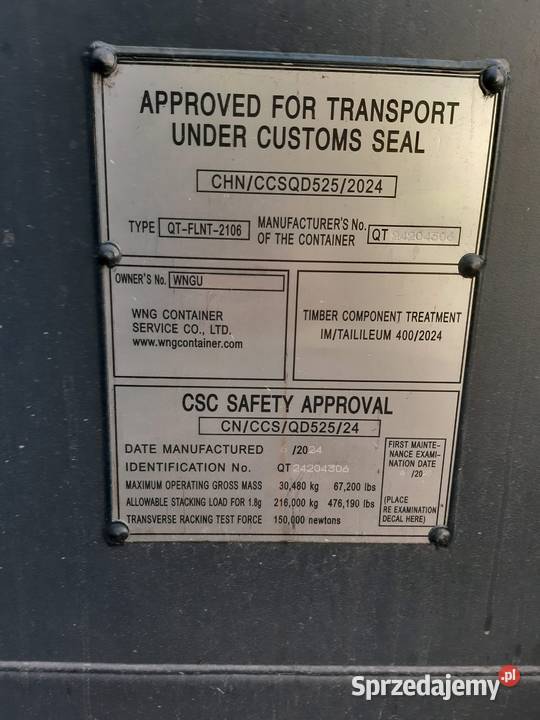 APPROVED FOR TRANSPORT
UNDER CUSTOMS SEAL
CHN/CCSQD525/2024
TYPE QT-FLNT-2106 MANUFACTURER'S No. OF THE CONTAINER QT 24204306
OWNER'S No. WNGU
WNG CONTAINER
SERVICE CO., LTD.
www.wngcontainer.com
TIMBER COMPONENT TREATMENT
IM/TAILILEUM 400/2024
CSC SAFETY APPROVAL
CN/CCS/QD525/24
DATE MANUFACTURED /2024
IDENTIFICATION No. QT 24204306
MAXIMUM OPERATING GROSS MASS 30,480 kg 67,200 lbs
ALLOWABLE STACKING LOAD FOR 1.8g 216,000 kg 476,190 lbs
TRANSVERSE RACKING TEST FORCE 150,000 newtons
FIRST MAINTE-
NANCE EXAMI-
NATION DATE
/20
(PLACE
RE EXAMINATION
DECAL HERE)
Sprzedajemy.pl